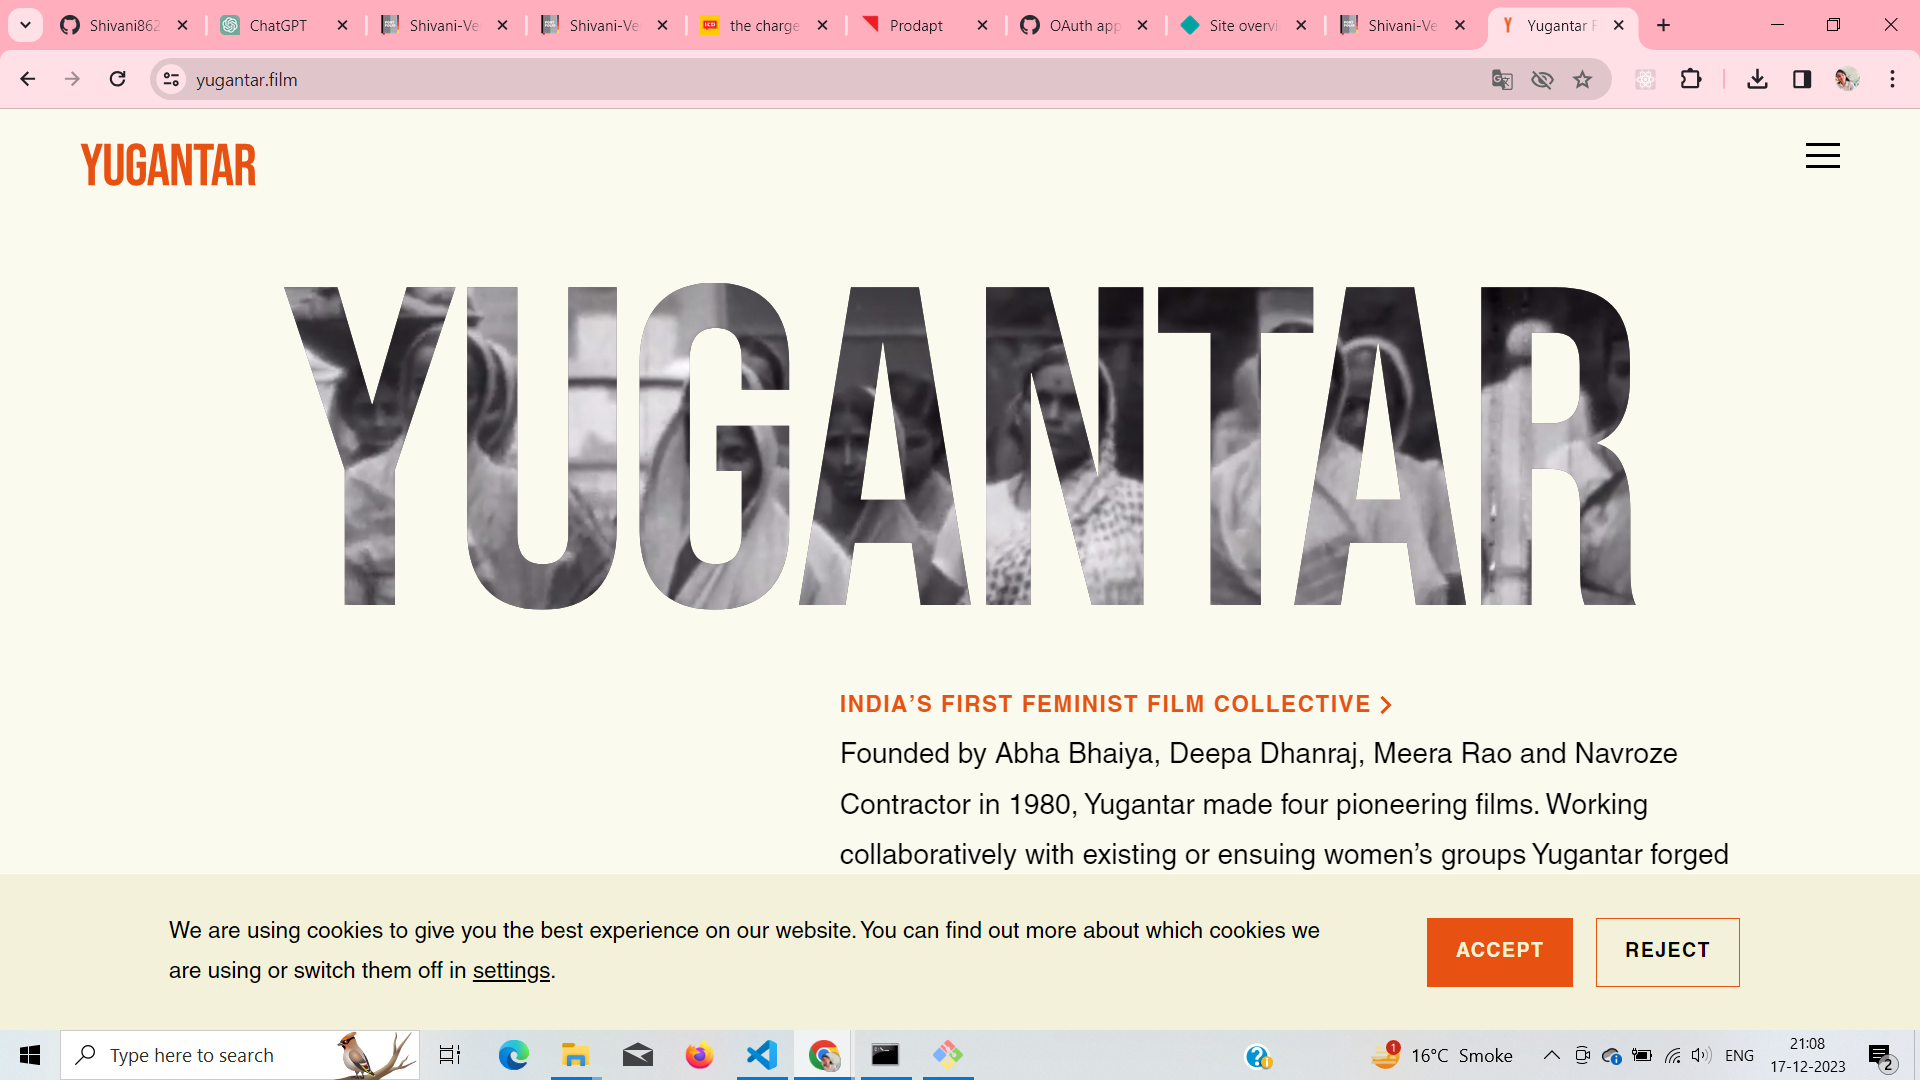 Shivani862
ChatGPT
Shivani-Ve
Shivani-Ve
the charge
Prodapt
OAuth app
Site overvi
Shivani-Ve
Yugantar F
yugantar.film
YUGANTAR
YUGANTAR
INDIA’S FIRST FEMINIST FILM COLLECTIVE
Founded by Abha Bhaiya, Deepa Dhanraj, Meera Rao and Navroze
Contractor in 1980, Yugantar made four pioneering films. Working
collaboratively with existing or ensuing women’s groups Yugantar forged
We are using cookies to give you the best experience on our website. You can find out more about which cookies we
are using or switch them off in settings.
ACCEPT
REJECT
Type here to search
1
16°C Smoke
ENG
21:08
17-12-2023
2